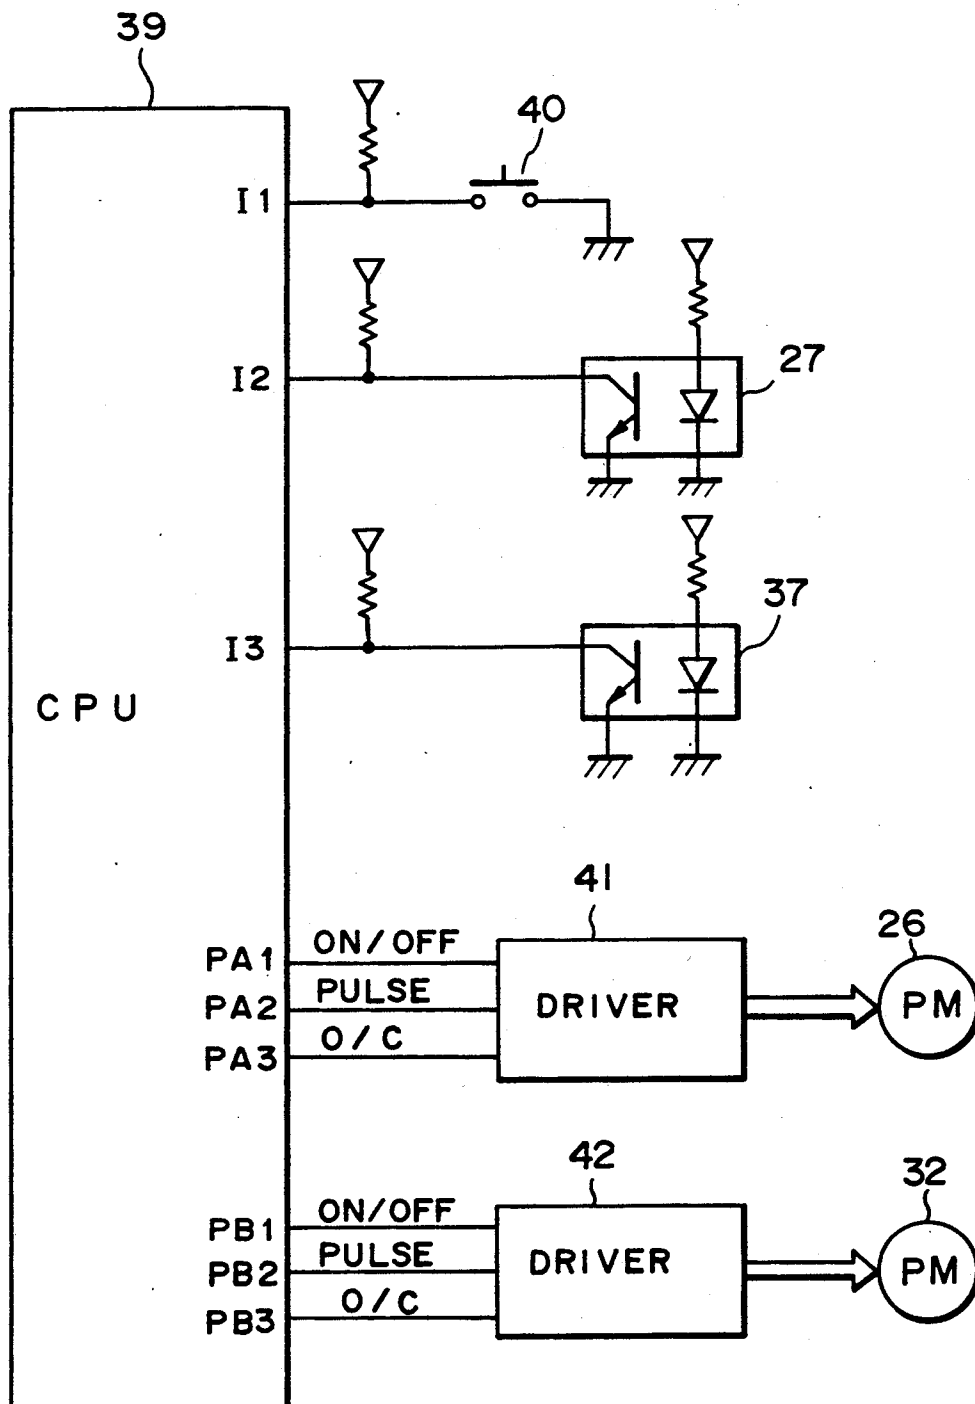 39
40
I1
27
I2
37
I3
CPU
41
26
PA1 ON/OFF
PA2 PULSE
DRIVER
PM
PA3 O/C
42
32
PB1 ON/OFF
PB2 PULSE
DRIVER
PM
PB3 O/C